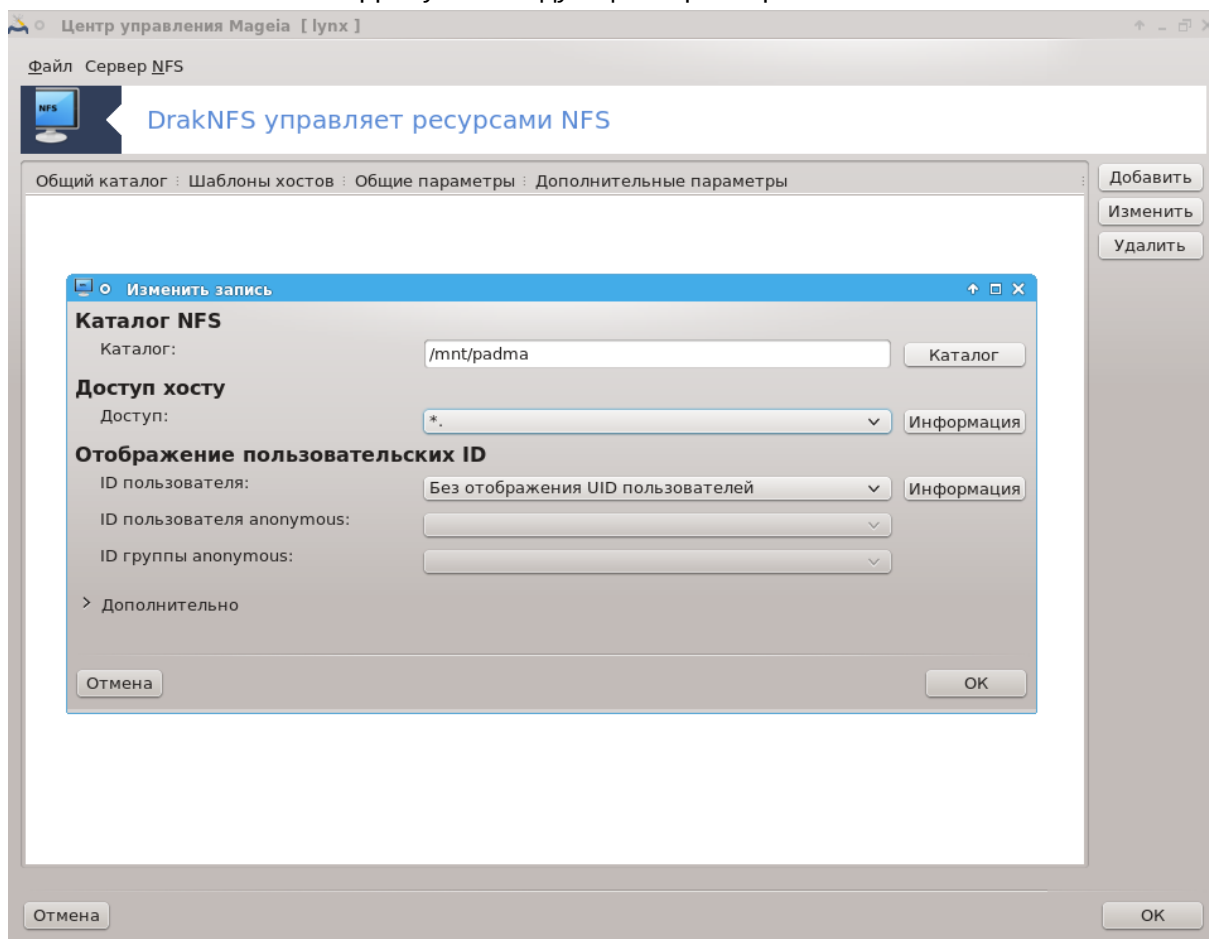 Центр управления Mageia [ lynx ]
Файл Сервер NFS
NFS
DrakNFS управляет ресурсами NFS
Общий каталог Шаблоны хостов Общие параметры Дополнительные параметры
Добавить
Изменить
Удалить
Изменить запись
Каталог NFS
Каталог: /mnt/padma Каталог
Доступ хосту
Доступ: *. Информация
Отображение пользовательских ID
ID пользователя: Без отображения UID пользователей Информация
ID пользователя anonymous:
ID группы anonymous:
> Дополнительно
Отмена OK
Отмена OK